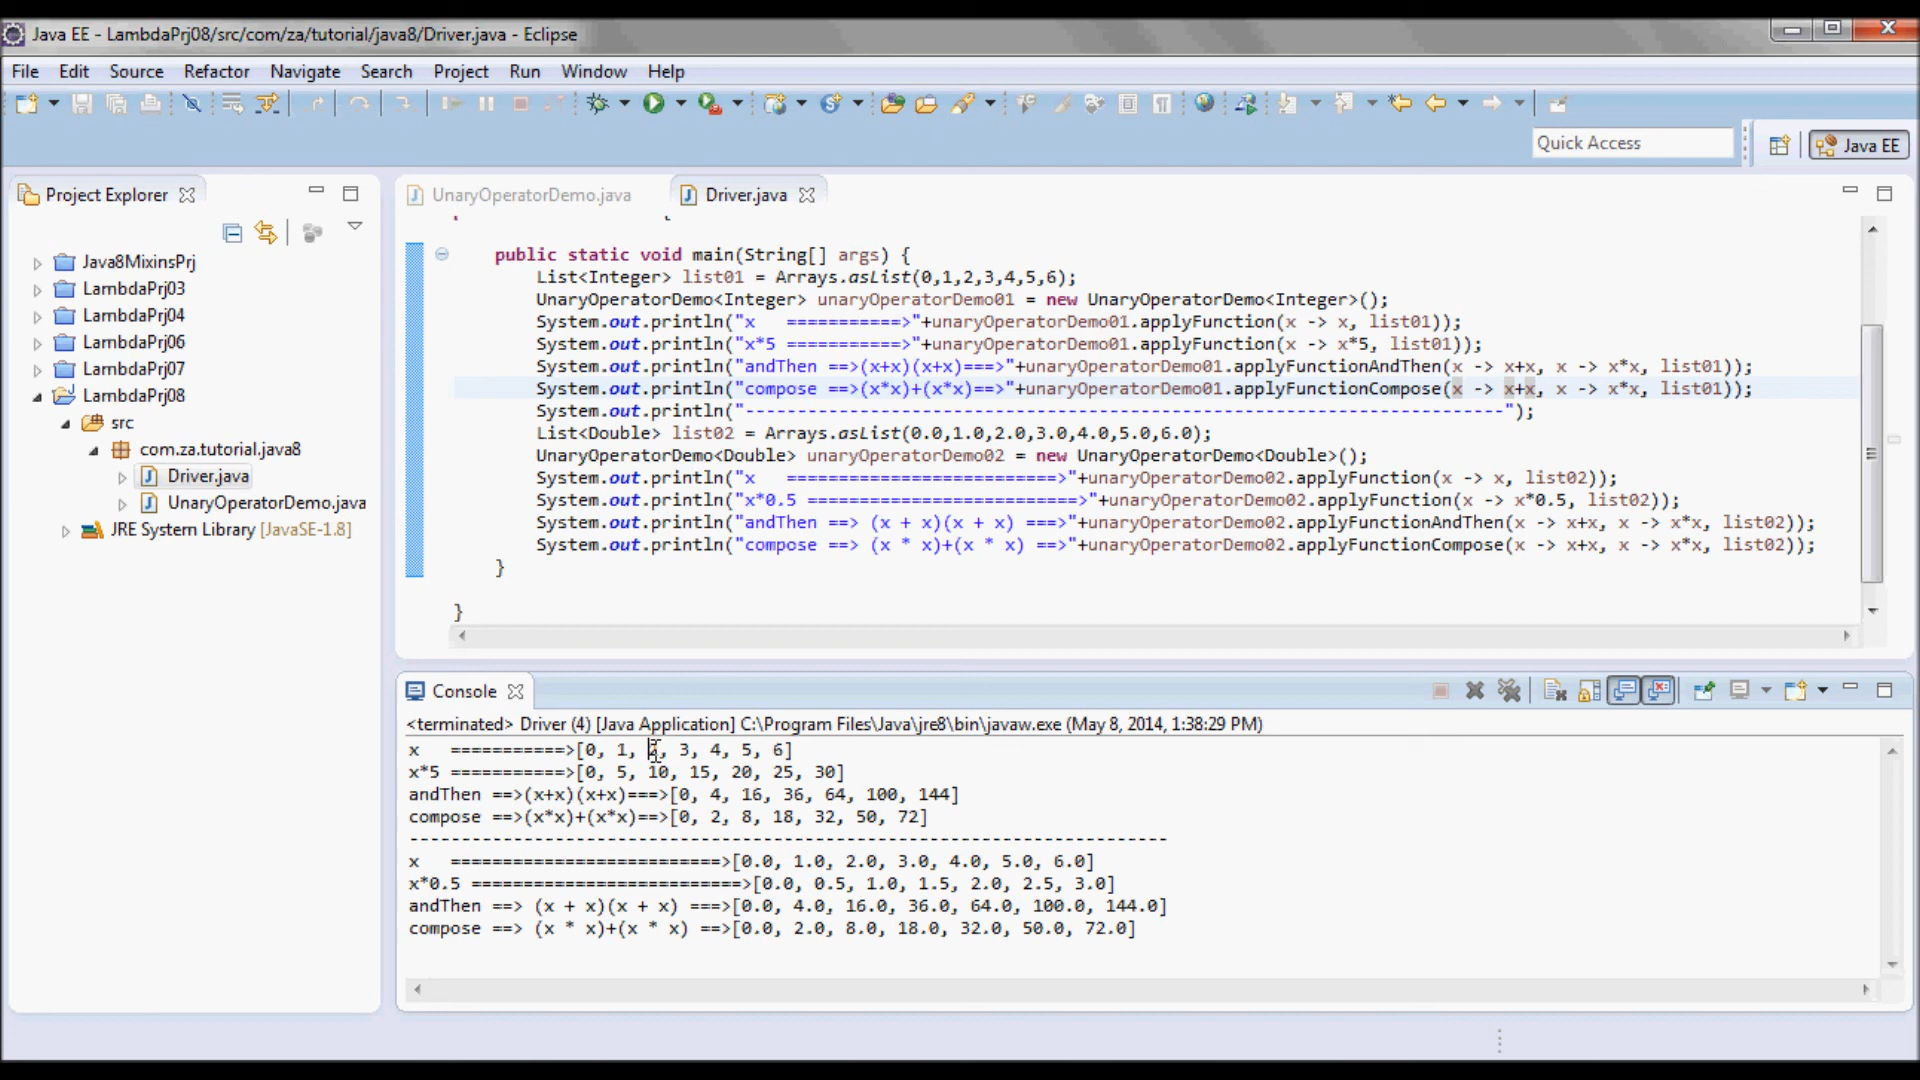 Java EE - LambdaPrj08/src/com/za/tutorial/java8/Driver.java - Eclipse
File Edit Source Refactor Navigate Search Project Run Window Help
Quick Access
Java EE
Project Explorer
Java8MixinsPrj
LambdaPrj03
LambdaPrj04
LambdaPrj06
LambdaPrj07
LambdaPrj08
src
com.za.tutorial.java8
Driver.java
UnaryOperatorDemo.java
JRE System Library [JavaSE-1.8]
UnaryOperatorDemo.java Driver.java
public static void main(String[] args) {
List<Integer> list01 = Arrays.asList(0,1,2,3,4,5,6);
UnaryOperatorDemo<Integer> unaryOperatorDemo01 = new UnaryOperatorDemo<Integer>();
System.out.println("x   ===========>"+unaryOperatorDemo01.applyFunction(x -> x, list01));
System.out.println("x*5 ===========>"+unaryOperatorDemo01.applyFunction(x -> x*5, list01));
System.out.println("andThen ==>(x+x)(x+x)===>"+unaryOperatorDemo01.applyFunctionAndThen(x -> x+x, x -> x*x, list01));
System.out.println("compose ==>(x*x)+(x*x)==>"+unaryOperatorDemo01.applyFunctionCompose(x -> x+x, x -> x*x, list01));
System.out.println("-------------------------------------------------------------------------");
List<Double> list02 = Arrays.asList(0.0,1.0,2.0,3.0,4.0,5.0,6.0);
UnaryOperatorDemo<Double> unaryOperatorDemo02 = new UnaryOperatorDemo<Double>();
System.out.println("x   ==========================>"+unaryOperatorDemo02.applyFunction(x -> x, list02));
System.out.println("x*0.5 ==========================>"+unaryOperatorDemo02.applyFunction(x -> x*0.5, list02));
System.out.println("andThen ==> (x + x)(x + x) ===>"+unaryOperatorDemo02.applyFunctionAndThen(x -> x+x, x -> x*x, list02));
System.out.println("compose ==> (x * x)+(x * x) ==>"+unaryOperatorDemo02.applyFunctionCompose(x -> x+x, x -> x*x, list02));
}
}
Console
<terminated> Driver (4) [Java Application] C:\Program Files\Java\jre8\bin\javaw.exe (May 8, 2014, 1:38:29 PM)
x   ===========>[0, 1, 2, 3, 4, 5, 6]
x*5 ===========>[0, 5, 10, 15, 20, 25, 30]
andThen ==>(x+x)(x+x)===>[0, 4, 16, 36, 64, 100, 144]
compose ==>(x*x)+(x*x)==>[0, 2, 8, 18, 32, 50, 72]
-------------------------------------------------------------------------
x   ==========================>[0.0, 1.0, 2.0, 3.0, 4.0, 5.0, 6.0]
x*0.5 ==========================>[0.0, 0.5, 1.0, 1.5, 2.0, 2.5, 3.0]
andThen ==> (x + x)(x + x) ===>[0.0, 4.0, 16.0, 36.0, 64.0, 100.0, 144.0]
compose ==> (x * x)+(x * x) ==>[0.0, 2.0, 8.0, 18.0, 32.0, 50.0, 72.0]